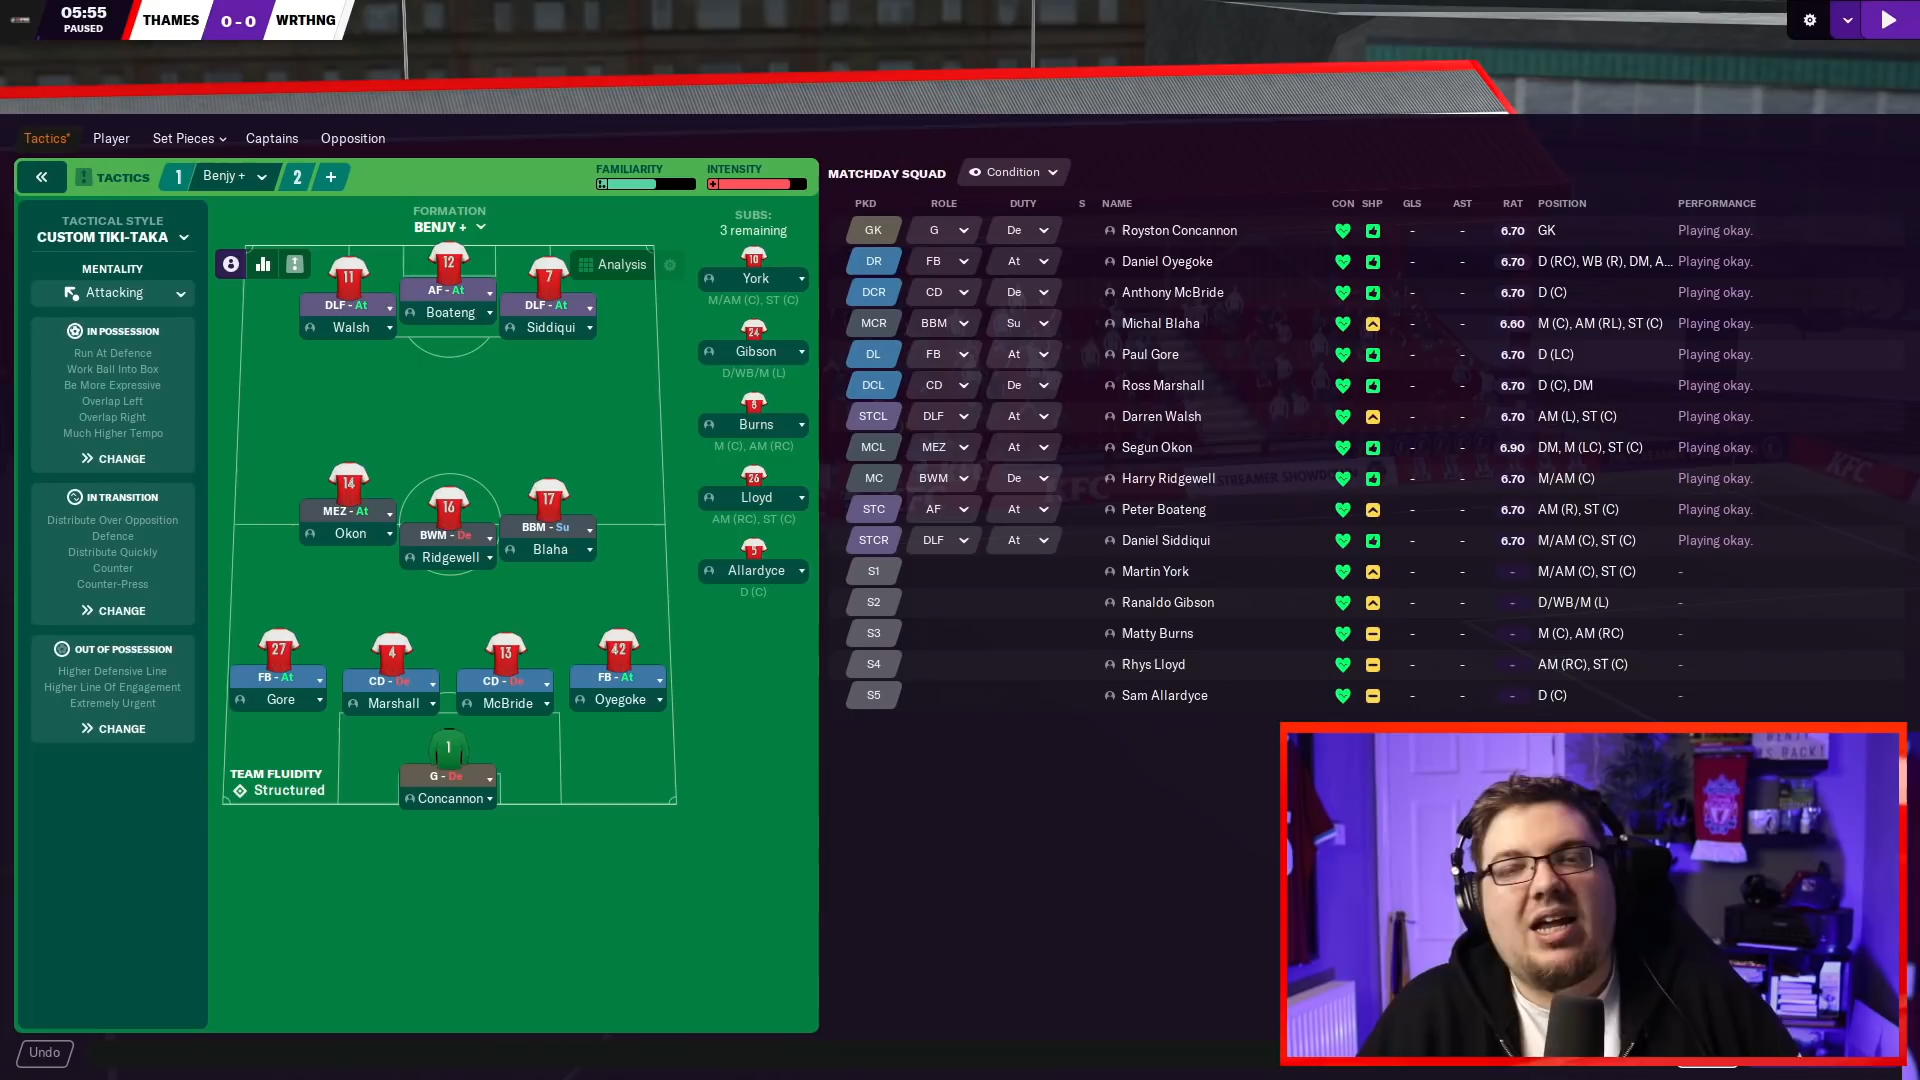 05:55
PAUSED
THAMES
0 - 0
WRTHNG
Tactics*
Player
Set Pieces
Captains
Opposition
TACTICS
1
Benjy +
2
+
FAMILIARITY
INTENSITY
TACTICAL STYLE
CUSTOM TIKI-TAKA
MENTALITY
Attacking
IN POSSESSION
Run At Defence
Work Ball Into Box
Be More Expressive
Overlap Left
Overlap Right
Much Higher Tempo
CHANGE
IN TRANSITION
Distribute Over Opposition
Defence
Distribute Quickly
Counter
Counter-Press
CHANGE
OUT OF POSSESSION
Higher Defensive Line
Higher Line Of Engagement
Extremely Urgent
CHANGE
FORMATION
BENJY +
Analysis
11
DLF - At
Walsh
12
AF - At
Boateng
7
DLF - At
Siddiqui
14
MEZ - At
Okon
16
BWM - De
Ridgewell
17
BBM - Su
Blaha
27
FB - At
Gore
4
CD - De
Marshall
13
CD - De
McBride
42
FB - At
Oyegoke
1
G - De
Concannon
TEAM FLUIDITY
Structured
SUBS:
3 remaining
10
York
M/AM (C), ST (C)
24
Gibson
D/WB/M (L)
8
Burns
M (C), AM (RC)
26
Lloyd
AM (RC), ST (C)
5
Allardyce
D (C)
MATCHDAY SQUAD
Condition
PKD ROLE DUTY S NAME CON SHP GLS AST RAT POSITION PERFORMANCE
GK G De Royston Concannon - - 6.70 GK Playing okay.
DR FB At Daniel Oyegoke - - 6.70 D (RC), WB (R), DM, A... Playing okay.
DCR CD De Anthony McBride - - 6.70 D (C) Playing okay.
MCR BBM Su Michal Blaha - - 6.60 M (C), AM (RL), ST (C) Playing okay.
DL FB At Paul Gore - - 6.70 D (LC) Playing okay.
DCL CD De Ross Marshall - - 6.70 D (C), DM Playing okay.
STCL DLF At Darren Walsh - - 6.70 AM (L), ST (C) Playing okay.
MCL MEZ At Segun Okon - - 6.90 DM, M (LC), ST (C) Playing okay.
MC BWM De Harry Ridgewell - - 6.70 M/AM (C) Playing okay.
STC AF At Peter Boateng - - 6.70 AM (R), ST (C) Playing okay.
STCR DLF At Daniel Siddiqui - - 6.70 M/AM (C), ST (C) Playing okay.
S1 Martin York - - - M/AM (C), ST (C) -
S2 Ranaldo Gibson - - - D/WB/M (L) -
S3 Matty Burns - - - M (C), AM (RC) -
S4 Rhys Lloyd - - - AM (RC), ST (C) -
S5 Sam Allardyce - - - D (C) -
STREAMER SHOWDOWN
KFC
KFC
BENJY
IS BACK!
Undo